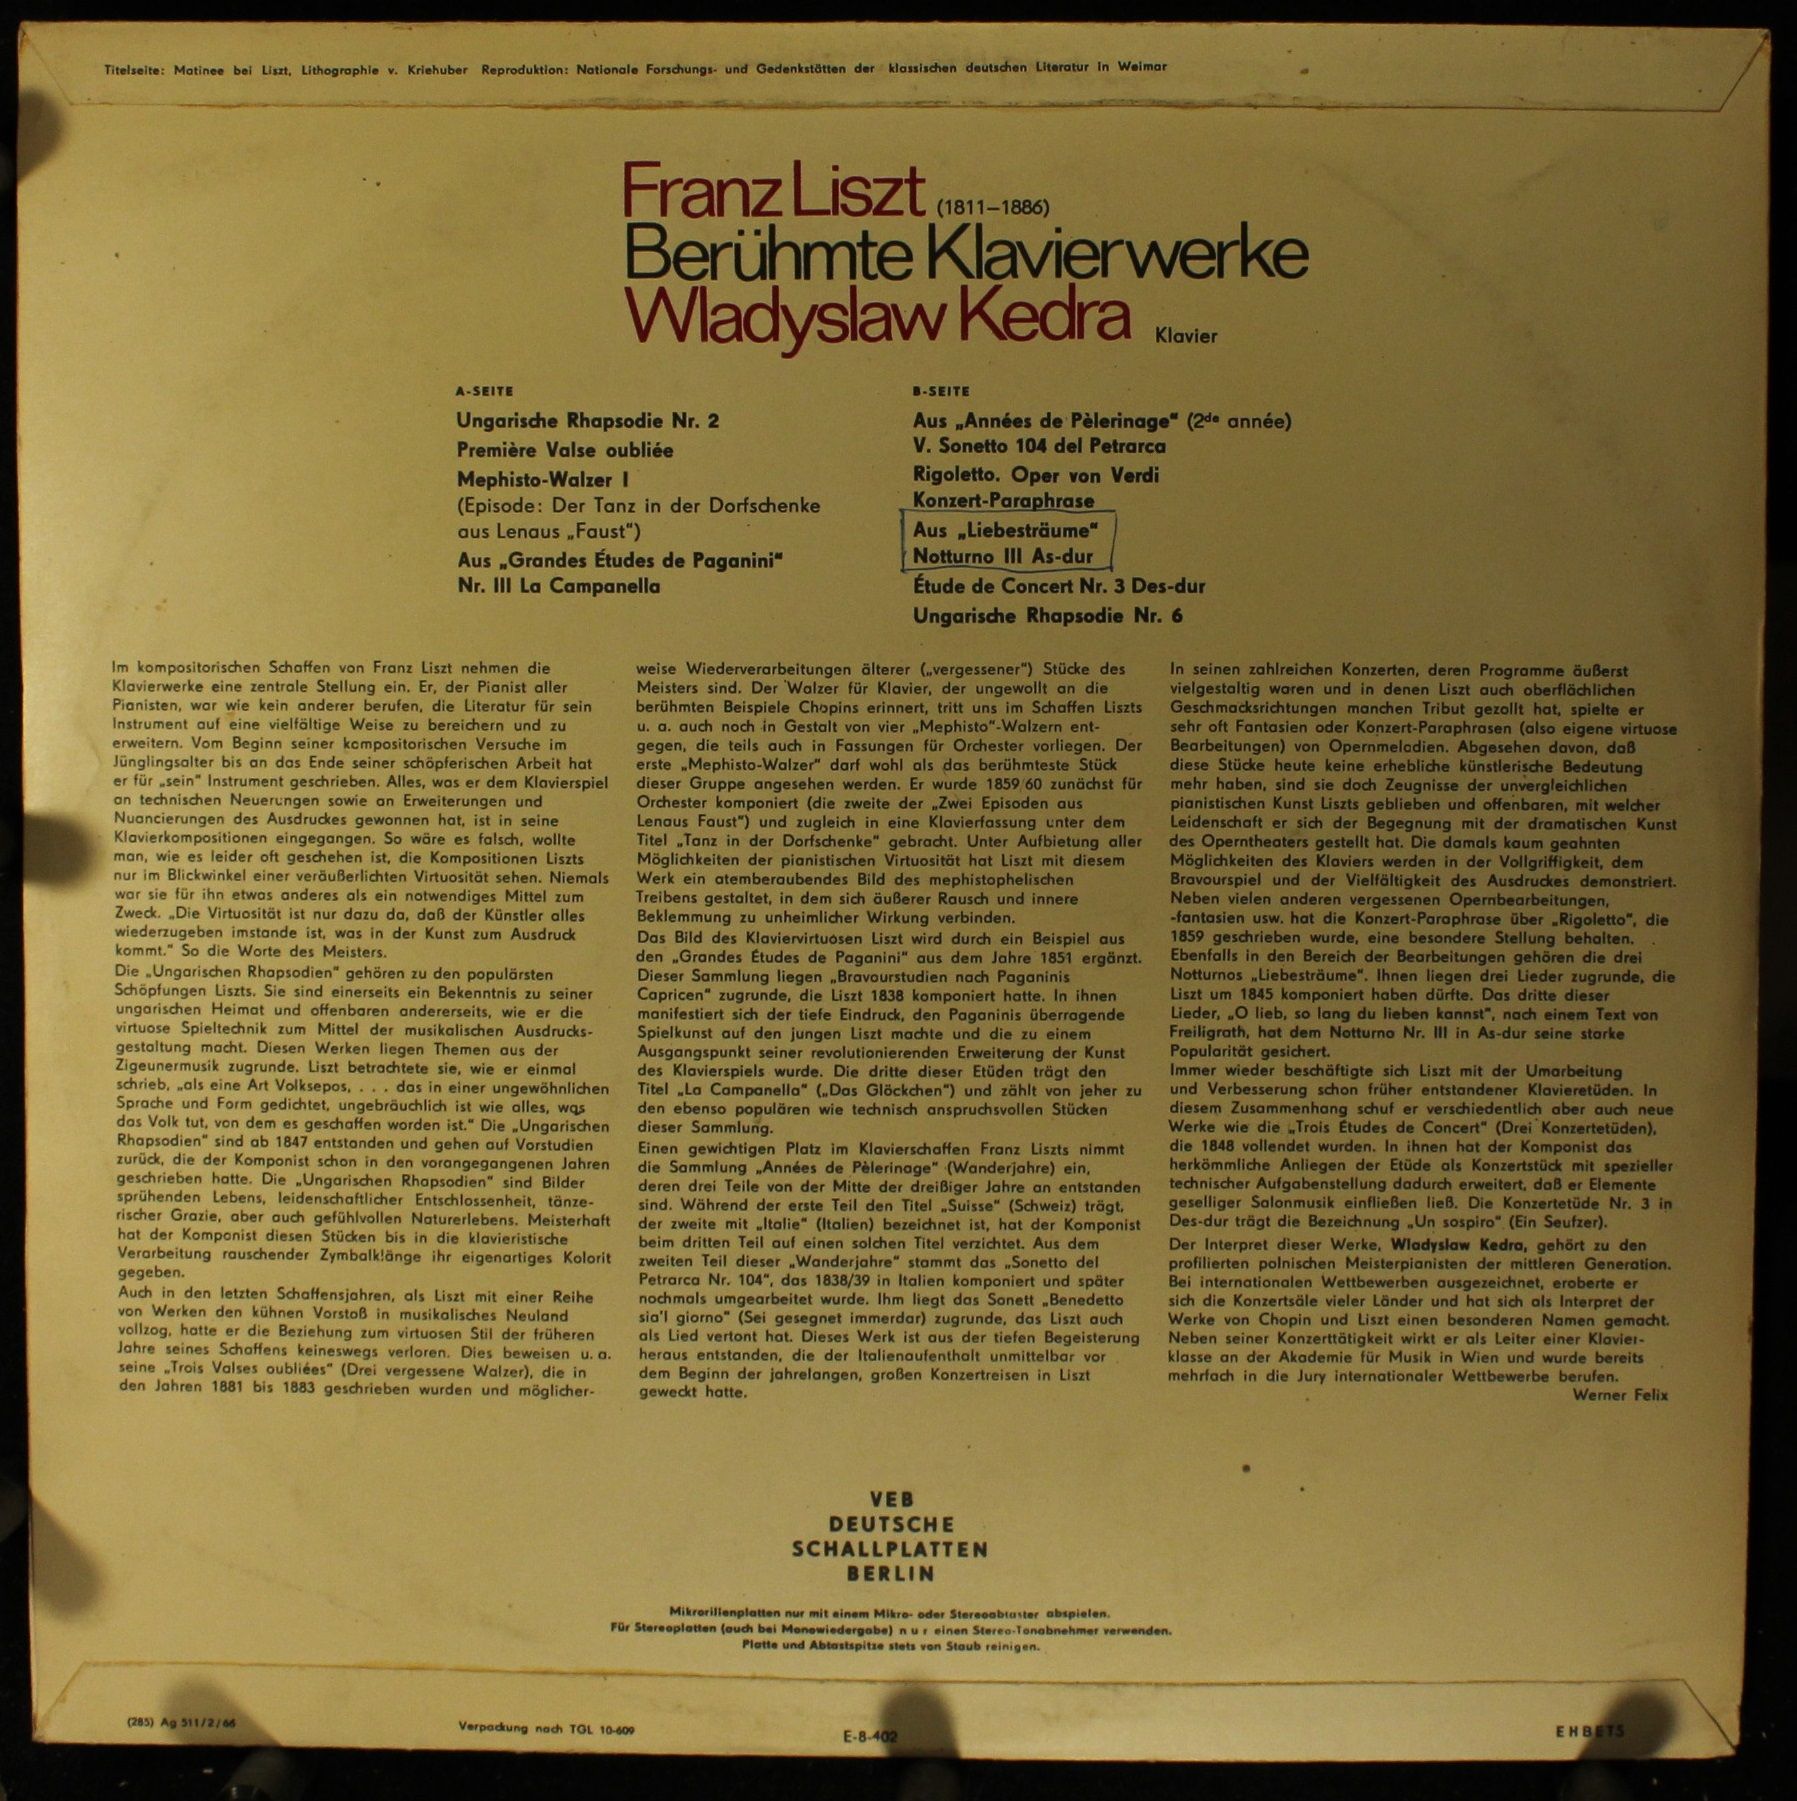 Titelseite: Matinee bei Liszt, Lithographie v. Kriehuber Reproduktion: Nationale Forschungs- und Gedenkstätten der klassischen deutschen Literatur in Weimar
Franz Liszt (1811–1886)
Berühmte Klavierwerke
Wladyslaw Kedra Klavier
A-SEITE
Ungarische Rhapsodie Nr. 2
Première Valse oubliée
Mephisto-Walzer I
(Episode: Der Tanz in der Dorfschenke
aus Lenaus „Faust“)
Aus „Grandes Études de Paganini“
Nr. III La Campanella
B-SEITE
Aus „Années de Pèlerinage“ (2de année)
V. Sonetto 104 del Petrarca
Rigoletto. Oper von Verdi
Konzert-Paraphrase
Aus „Liebesträume“
Notturno III As-dur
Étude de Concert Nr. 3 Des-dur
Ungarische Rhapsodie Nr. 6
Im kompositorischen Schaffen von Franz Liszt nehmen die
Klavierwerke eine zentrale Stellung ein. Er, der Pianist aller
Pianisten, war wie kein anderer berufen, die Literatur für sein
Instrument auf eine vielfältige Weise zu bereichern und zu
erweitern. Vom Beginn seiner kompositorischen Versuche im
Jünglingsalter bis an das Ende seiner schöpferischen Arbeit hat
er für „sein“ Instrument geschrieben. Alles, was er dem Klavierspiel
an technischen Neuerungen sowie an Erweiterungen und
Nuancierungen des Ausdruckes gewonnen hat, ist in seine
Klavierkompositionen eingegangen. So wäre es falsch, wollte
man, wie es leider oft geschehen ist, die Kompositionen Liszts
nur im Blickwinkel einer veräußerlichten Virtuosität sehen. Niemals
war sie für ihn etwas anderes als ein notwendiges Mittel zum
Zweck. „Die Virtuosität ist nur dazu da, daß der Künstler alles
wiederzugeben imstande ist, was in der Kunst zum Ausdruck
kommt.“ So die Worte des Meisters.
Die „Ungarischen Rhapsodien“ gehören zu den populärsten
Schöpfungen Liszts. Sie sind einerseits ein Bekenntnis zu seiner
ungarischen Heimat und offenbaren andererseits, wie er die
virtuose Spieltechnik zum Mittel der musikalischen Ausdrucks-
gestaltung macht. Diesen Werken liegen Themen aus der
Zigeunermusik zugrunde. Liszt betrachtete sie, wie er einmal
schrieb, „als eine Art Volksepos, . . . das in einer ungewöhnlichen
Sprache und Form gedichtet, ungebräuchlich ist wie alles, was
das Volk tut, von dem es geschaffen worden ist.“ Die „Ungarischen
Rhapsodien“ sind ab 1847 entstanden und gehen auf Vorstudien
zurück, die der Komponist schon in den vorangegangenen Jahren
geschrieben hatte. Die „Ungarischen Rhapsodien“ sind Bilder
sprühenden Lebens, leidenschaftlicher Entschlossenheit, tänze-
rischer Grazie, aber auch gefühlvollen Naturerlebens. Meisterhaft
hat der Komponist diesen Stücken bis in die klavieristische
Verarbeitung rauschender Zymbalklänge ihr eigenartiges Kolorit
gegeben.
Auch in den letzten Schaffensjahren, als Liszt mit einer Reihe
von Werken den kühnen Vorstoß in musikalisches Neuland
vollzog, hatte er die Beziehung zum virtuosen Stil der früheren
Jahre seines Schaffens keineswegs verloren. Dies beweisen u. a.
seine „Trois Valses oubliées“ (Drei vergessene Walzer), die in
den Jahren 1881 bis 1883 geschrieben wurden und möglicher-
weise Wiederverarbeitungen älterer („vergessener“) Stücke des
Meisters sind. Der Walzer für Klavier, der ungewollt an die
berühmten Beispiele Chopins erinnert, tritt uns im Schaffen Liszts
u. a. auch noch in Gestalt von vier „Mephisto“-Walzern ent-
gegen, die teils auch in Fassungen für Orchester vorliegen. Der
erste „Mephisto-Walzer“ darf wohl als das berühmteste Stück
dieser Gruppe angesehen werden. Er wurde 1859/60 zunächst für
Orchester komponiert (die zweite der „Zwei Episoden aus
Lenaus Faust“) und zugleich in eine Klavierfassung unter dem
Titel „Tanz in der Dorfschenke“ gebracht. Unter Aufbietung aller
Möglichkeiten der pianistischen Virtuosität hat Liszt mit diesem
Werk ein atemberaubendes Bild des mephistophelischen
Treibens gestaltet, in dem sich äußerer Rausch und innere
Beklemmung zu unheimlicher Wirkung verbinden.
Das Bild des Klaviervirtuosen Liszt wird durch ein Beispiel aus
den „Grandes Études de Paganini“ aus dem Jahre 1851 ergänzt.
Dieser Sammlung liegen „Bravourstudien nach Paganinis
Capricen“ zugrunde, die Liszt 1838 komponiert hatte. In ihnen
manifestiert sich der tiefe Eindruck, den Paganinis überragende
Spielkunst auf den jungen Liszt machte und die zu einem
Ausgangspunkt seiner revolutionierenden Erweiterung der Kunst
des Klavierspiels wurde. Die dritte dieser Etüden trägt den
Titel „La Campanella“ („Das Glöckchen“) und zählt von jeher zu
den ebenso populären wie technisch anspruchsvollen Stücken
dieser Sammlung.
Einen gewichtigen Platz im Klavierschaffen Franz Liszts nimmt
die Sammlung „Années de Pèlerinage“ (Wanderjahre) ein,
deren drei Teile von der Mitte der dreißiger Jahre an entstanden
sind. Während der erste Teil den Titel „Suisse“ (Schweiz) trägt,
der zweite mit „Italie“ (Italien) bezeichnet ist, hat der Komponist
beim dritten Teil auf einen solchen Titel verzichtet. Aus dem
zweiten Teil dieser „Wanderjahre“ stammt das „Sonetto del
Petrarca Nr. 104“, das 1838/39 in Italien komponiert und später
nochmals umgearbeitet wurde. Ihm liegt das Sonett „Benedetto
sia'l giorno“ (Sei gesegnet immerdar) zugrunde, das Liszt auch
als Lied vertont hat. Dieses Werk ist aus der tiefen Begeisterung
heraus entstanden, die der Italienaufenthalt unmittelbar vor
dem Beginn der jahrelangen, großen Konzertreisen in Liszt
geweckt hatte.
In seinen zahlreichen Konzerten, deren Programme äußerst
vielgestaltig waren und in denen Liszt auch oberflächlichen
Geschmacksrichtungen manchen Tribut gezollt hat, spielte er
sehr oft Fantasien oder Konzert-Paraphrasen (also eigene virtuose
Bearbeitungen) von Opernmelodien. Abgesehen davon, daß
diese Stücke heute keine erhebliche künstlerische Bedeutung
mehr haben, sind sie doch Zeugnisse der unvergleichlichen
pianistischen Kunst Liszts geblieben und offenbaren, mit welcher
Leidenschaft er sich der Begegnung mit der dramatischen Kunst
des Operntheaters gestellt hat. Die damals kaum geahnten
Möglichkeiten des Klaviers werden in der Vollgriffigkeit, dem
Bravourspiel und der Vielfältigkeit des Ausdruckes demonstriert.
Neben vielen anderen vergessenen Opernbearbeitungen,
-fantasien usw. hat die Konzert-Paraphrase über „Rigoletto“, die
1859 geschrieben wurde, eine besondere Stellung behalten.
Ebenfalls in den Bereich der Bearbeitungen gehören die drei
Notturnos „Liebesträume“. Ihnen liegen drei Lieder zugrunde, die
Liszt um 1845 komponiert haben dürfte. Das dritte dieser
Lieder, „O lieb, so lang du lieben kannst“, nach einem Text von
Freiligrath, hat dem Notturno Nr. III in As-dur seine starke
Popularität gesichert.
Immer wieder beschäftigte sich Liszt mit der Umarbeitung
und Verbesserung schon früher entstandener Klavieretüden. In
diesem Zusammenhang schuf er verschiedentlich aber auch neue
Werke wie die „Trois Études de Concert“ (Drei Konzertetüden),
die 1848 vollendet wurden. In ihnen hat der Komponist das
herkömmliche Anliegen der Etüde als Konzertstück mit spezieller
technischer Aufgabenstellung dadurch erweitert, daß er Elemente
geselliger Salonmusik einfließen ließ. Die Konzertetüde Nr. 3 in
Des-dur trägt die Bezeichnung „Un sospiro“ (Ein Seufzer).
Der Interpret dieser Werke, Wladyslaw Kedra, gehört zu den
profilierten polnischen Meisterpianisten der mittleren Generation.
Bei internationalen Wettbewerben ausgezeichnet, eroberte er
sich die Konzertsäle vieler Länder und hat sich als Interpret der
Werke von Chopin und Liszt einen besonderen Namen gemacht.
Neben seiner Konzerttätigkeit wirkt er als Leiter einer Klavier-
klasse an der Akademie für Musik in Wien und wurde bereits
mehrfach in die Jury internationaler Wettbewerbe berufen.
Werner Felix
VEB
DEUTSCHE
SCHALLPLATTEN
BERLIN
Mikrorillenplatten nur mit einem Mikro- oder Stereoabtaster abspielen.
Für Stereoplatten (auch bei Monowiedergabe) n u r einen Stereo-Tonabnehmer verwenden.
Platte und Abtastspitze stets von Staub reinigen.
(285) Ag 511/2/66
Verpackung nach TGL 10-609
E-8-402
EHBETS